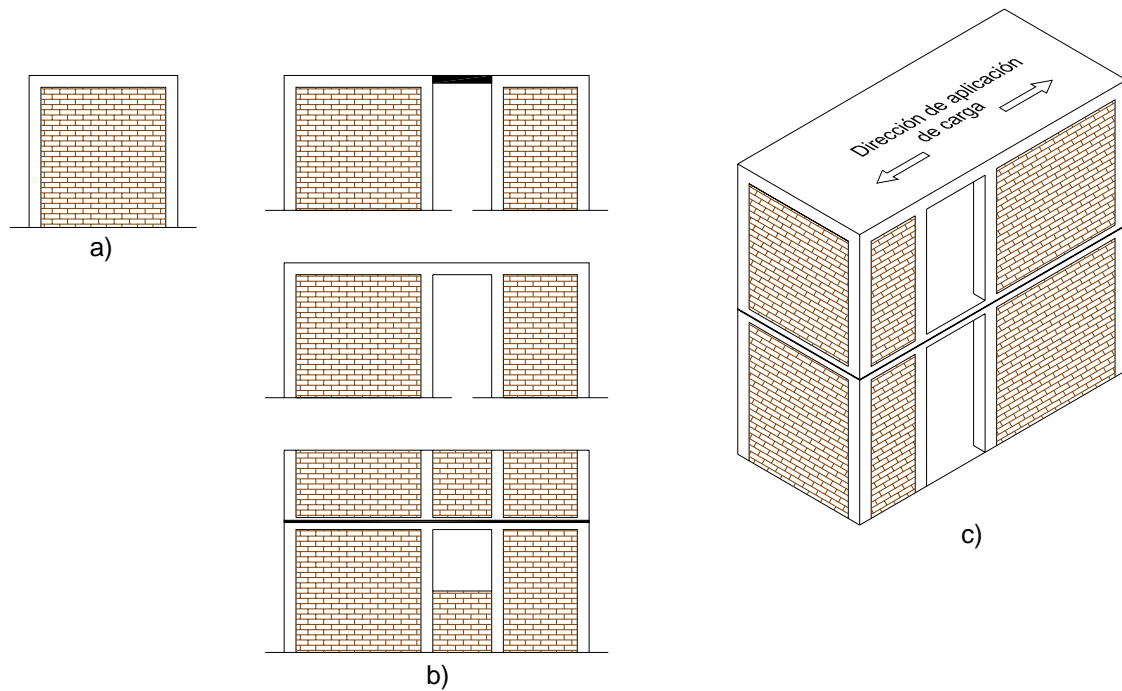 a)
b)
Dirección de aplicación
de carga
c)